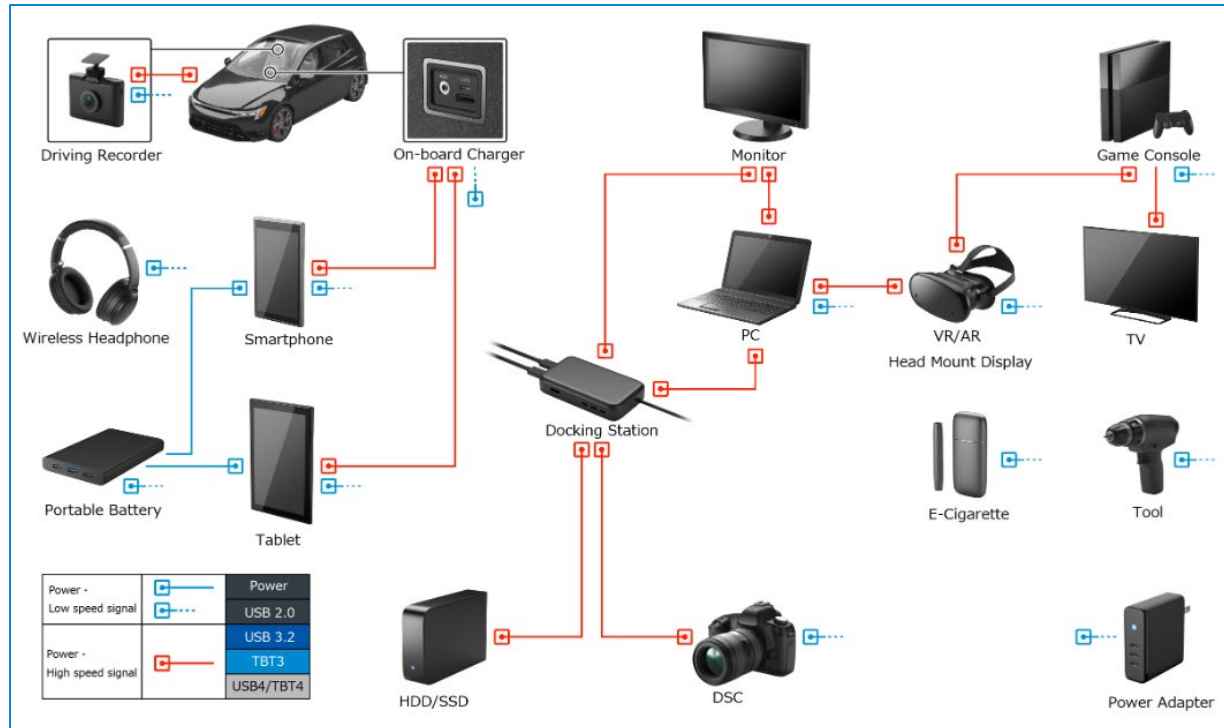 Driving Recorder
On-board Charger
Monitor
Game Console
Wireless Headphone
Smartphone
PC
VR/AR
Head Mount Display
TV
Docking Station
Portable Battery
Tablet
E-Cigarette
Tool
Power・
Low speed signal
Power
USB 2.0
Power・
High speed signal
USB 3.2
TBT3
USB4/TBT4
HDD/SSD
DSC
Power Adapter